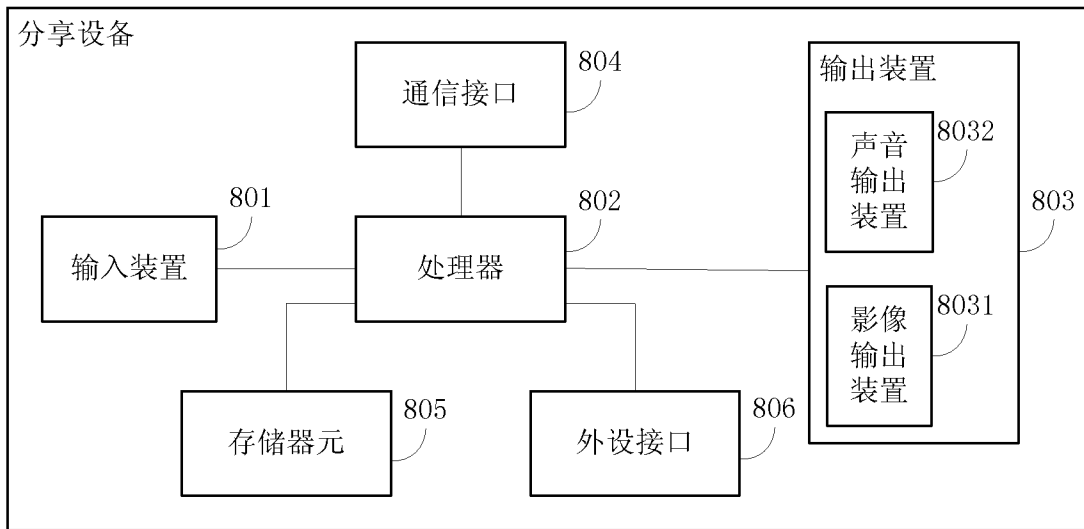 分享设备
804
通信接口
输出装置
8032
声音
输出
装置
801
802
803
输入装置
处理器
8031
影像
输出
装置
805
806
存储器元
外设接口